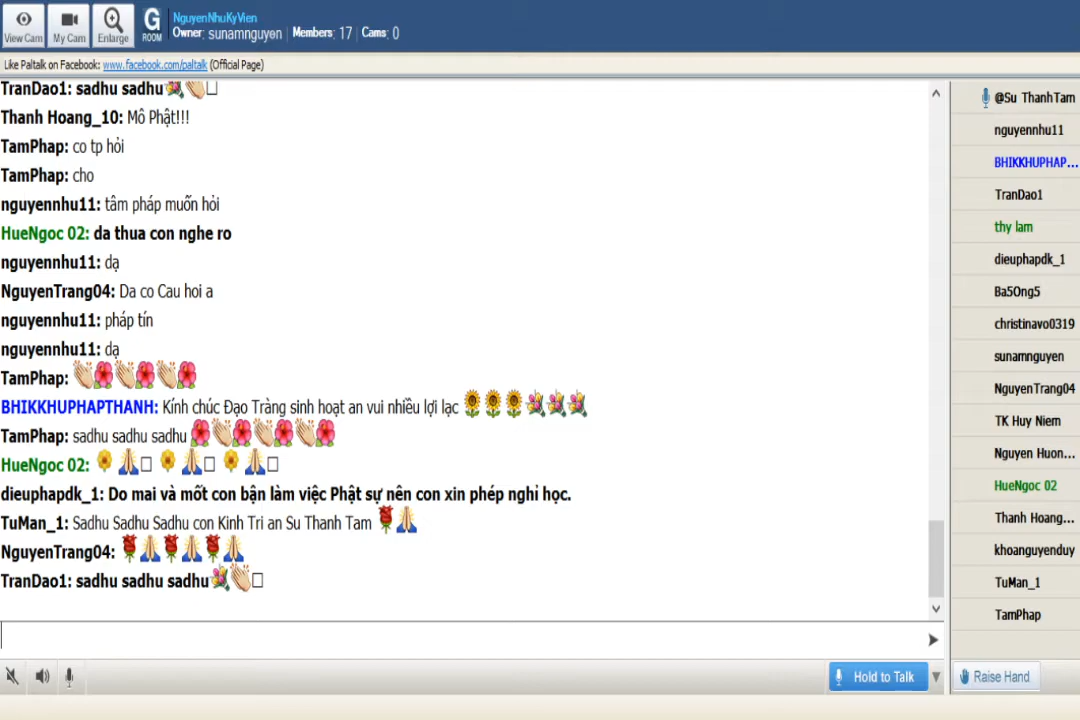 View Cam
My Cam
Enlarge
G
ROOM
NguyenNhuKyVien
Owner: sunamnguyen | Members: 17 | Cams: 0
Like Paltalk on Facebook: www.facebook.com/paltalk (Official Page)
TranDao1: sadhu sadhu💐👏□
Thanh Hoang_10: Mô Phật!!!
TamPhap: co tp hỏi
TamPhap: cho
nguyennhu11: tâm pháp muốn hỏi
HueNgoc 02: da thua con nghe ro
nguyennhu11: dạ
NguyenTrang04: Da co Cau hoi a
nguyennhu11: pháp tín
nguyennhu11: dạ
TamPhap: 👏🌺👏🌺👏🌺
BHIKKHUPHAPTHANH: Kính chúc Đạo Tràng sinh hoạt an vui nhiều lợi lạc 🌻🌻🌻💐💐💐
TamPhap: sadhu sadhu sadhu 🌺👏🌺👏🌺👏🌺
HueNgoc 02: 🌼🙏□ 🌼🙏□ 🌼🙏□
dieuphapdk_1: Do mai và mốt con bận làm việc Phật sự nên con xin phép nghỉ học.
TuMan_1: Sadhu Sadhu Sadhu con Kinh Tri an Su Thanh Tam 🌹🙏
NguyenTrang04: 🌹🙏🌹🙏🌹🙏
TranDao1: sadhu sadhu sadhu💐👏□
Hold to Talk
@Su ThanhTam
nguyennhu11
BHIKKHUPHAP...
TranDao1
thy lam
dieuphapdk_1
Ba5Ong5
christinavo0319
sunamnguyen
NguyenTrang04
TK Huy Niem
Nguyen Huon...
HueNgoc 02
Thanh Hoang...
khoanguyenduy
TuMan_1
TamPhap
Raise Hand